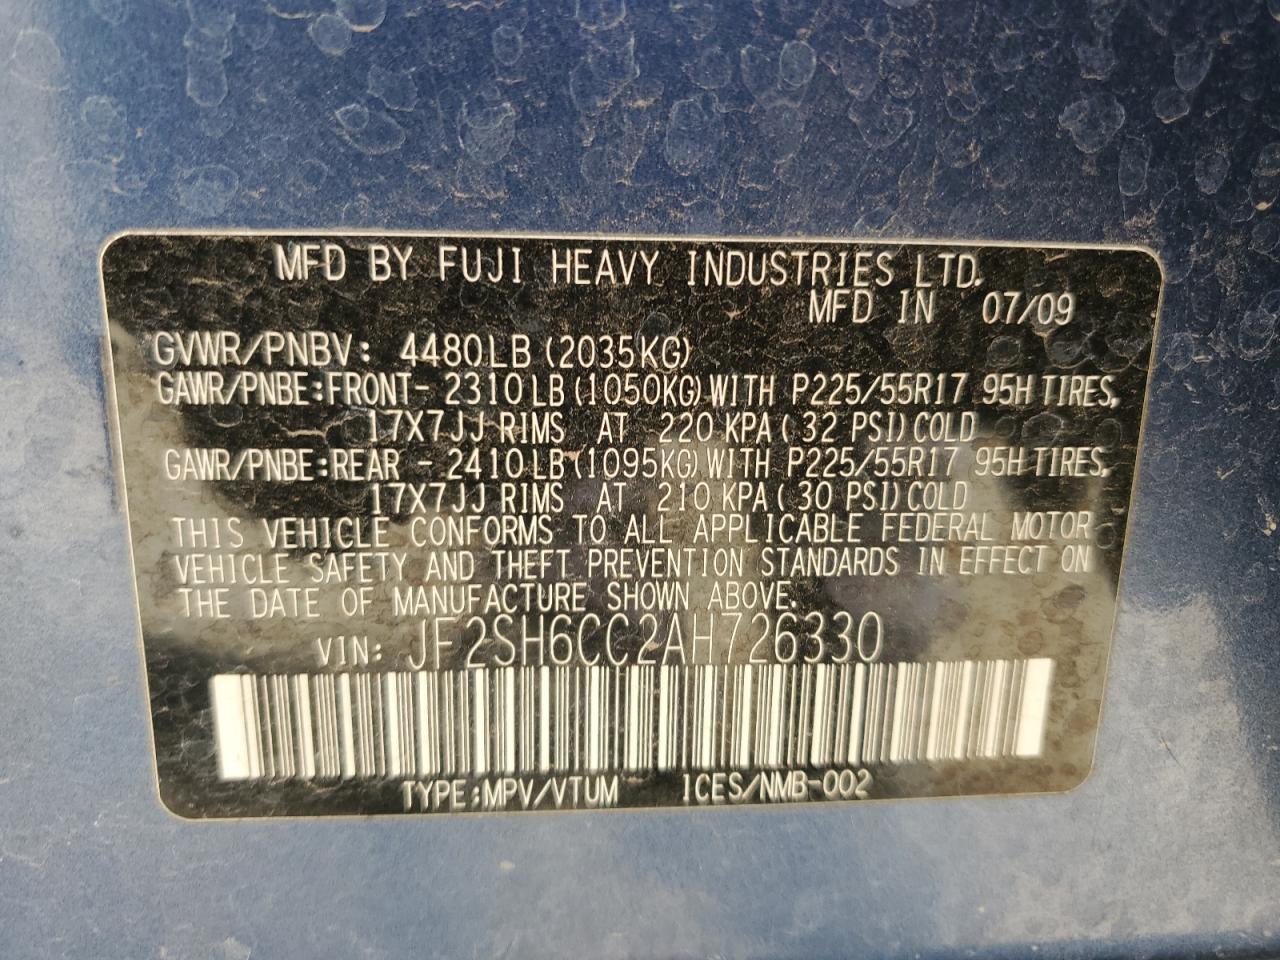 MFD BY FUJI HEAVY INDUSTRIES LTD.
MFD IN 07/09
GVWR/PNBV: 4480LB (2035KG)
GAWR/PNBE:FRONT- 2310LB (1050KG) WITH P225/55R17 95H TIRES,
17X7JJ RIMS AT 220 KPA( 32 PSI) COLD
GAWR/PNBE:REAR - 2410LB (1095KG) WITH P225/55R17 95H TIRES,
17X7JJ RIMS AT 210 KPA( 30 PSI) COLD
THIS VEHICLE CONFORMS TO ALL APPLICABLE FEDERAL MOTOR
VEHICLE SAFETY AND THEFT PREVENTION STANDARDS IN EFFECT ON
THE DATE OF MANUFACTURE SHOWN ABOVE.
VIN: JF2SH6CC2AH726330
TYPE:MPV/VTUM ICES/NMB-002